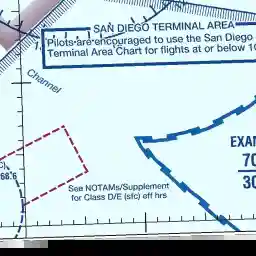 SAN DIEGO TERMINAL AREA
Pilots are encouraged to use the San Diego
Terminal Area Chart for flights at or below 10
Channel
EXAM
70
30
68.6
See NOTAMs/Supplement
for Class D/E (sfc) eff hrs